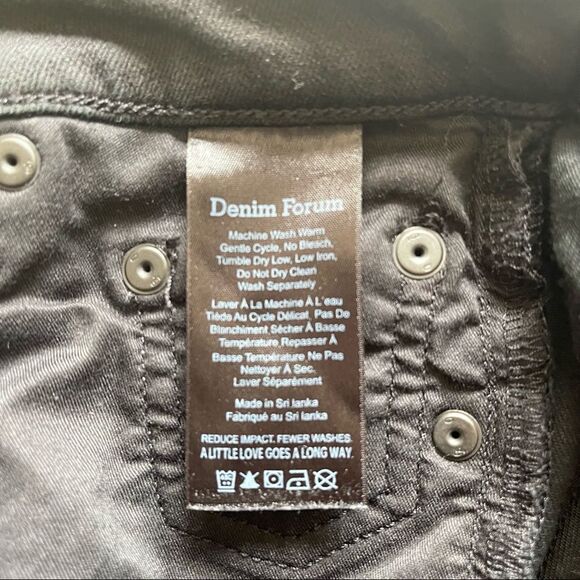 Denim Forum
Machine Wash Warm
Gentle Cycle, No Bleach,
Tumble Dry Low, Low Iron,
Do Not Dry Clean
Wash Separately
Laver À La Machine À L'eau
Tiède Au Cycle Délicat, Pas De
Blanchiment Sécher À Basse
Température Repasser À
Basse Température Ne Pas
Nettoyer À Sec.
Laver Séparément
Made in Sri lanka
Fabriqué au Sri lanka
REDUCE IMPACT. FEWER WASHES.
A LITTLE LOVE GOES A LONG WAY.